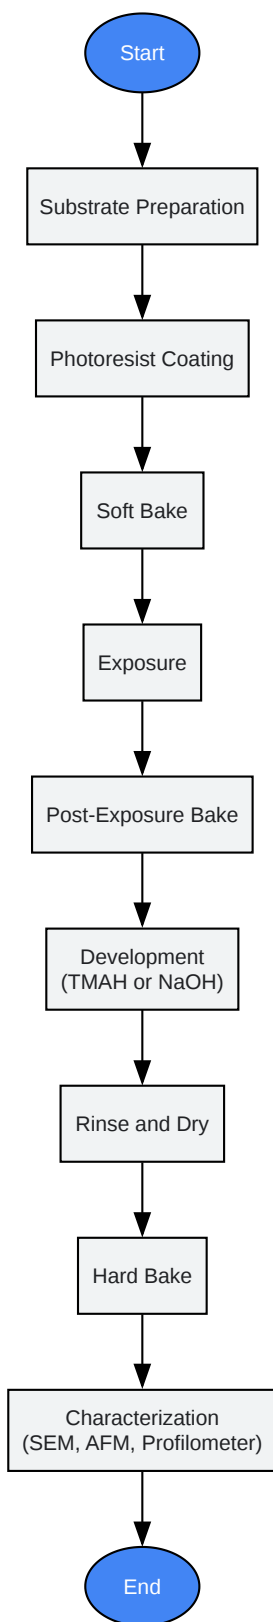 Start
Substrate Preparation
Photoresist Coating
Soft Bake
Exposure
Post-Exposure Bake
Development
(TMAH or NaOH)
Rinse and Dry
Hard Bake
Characterization
(SEM, AFM, Profilometer)
End